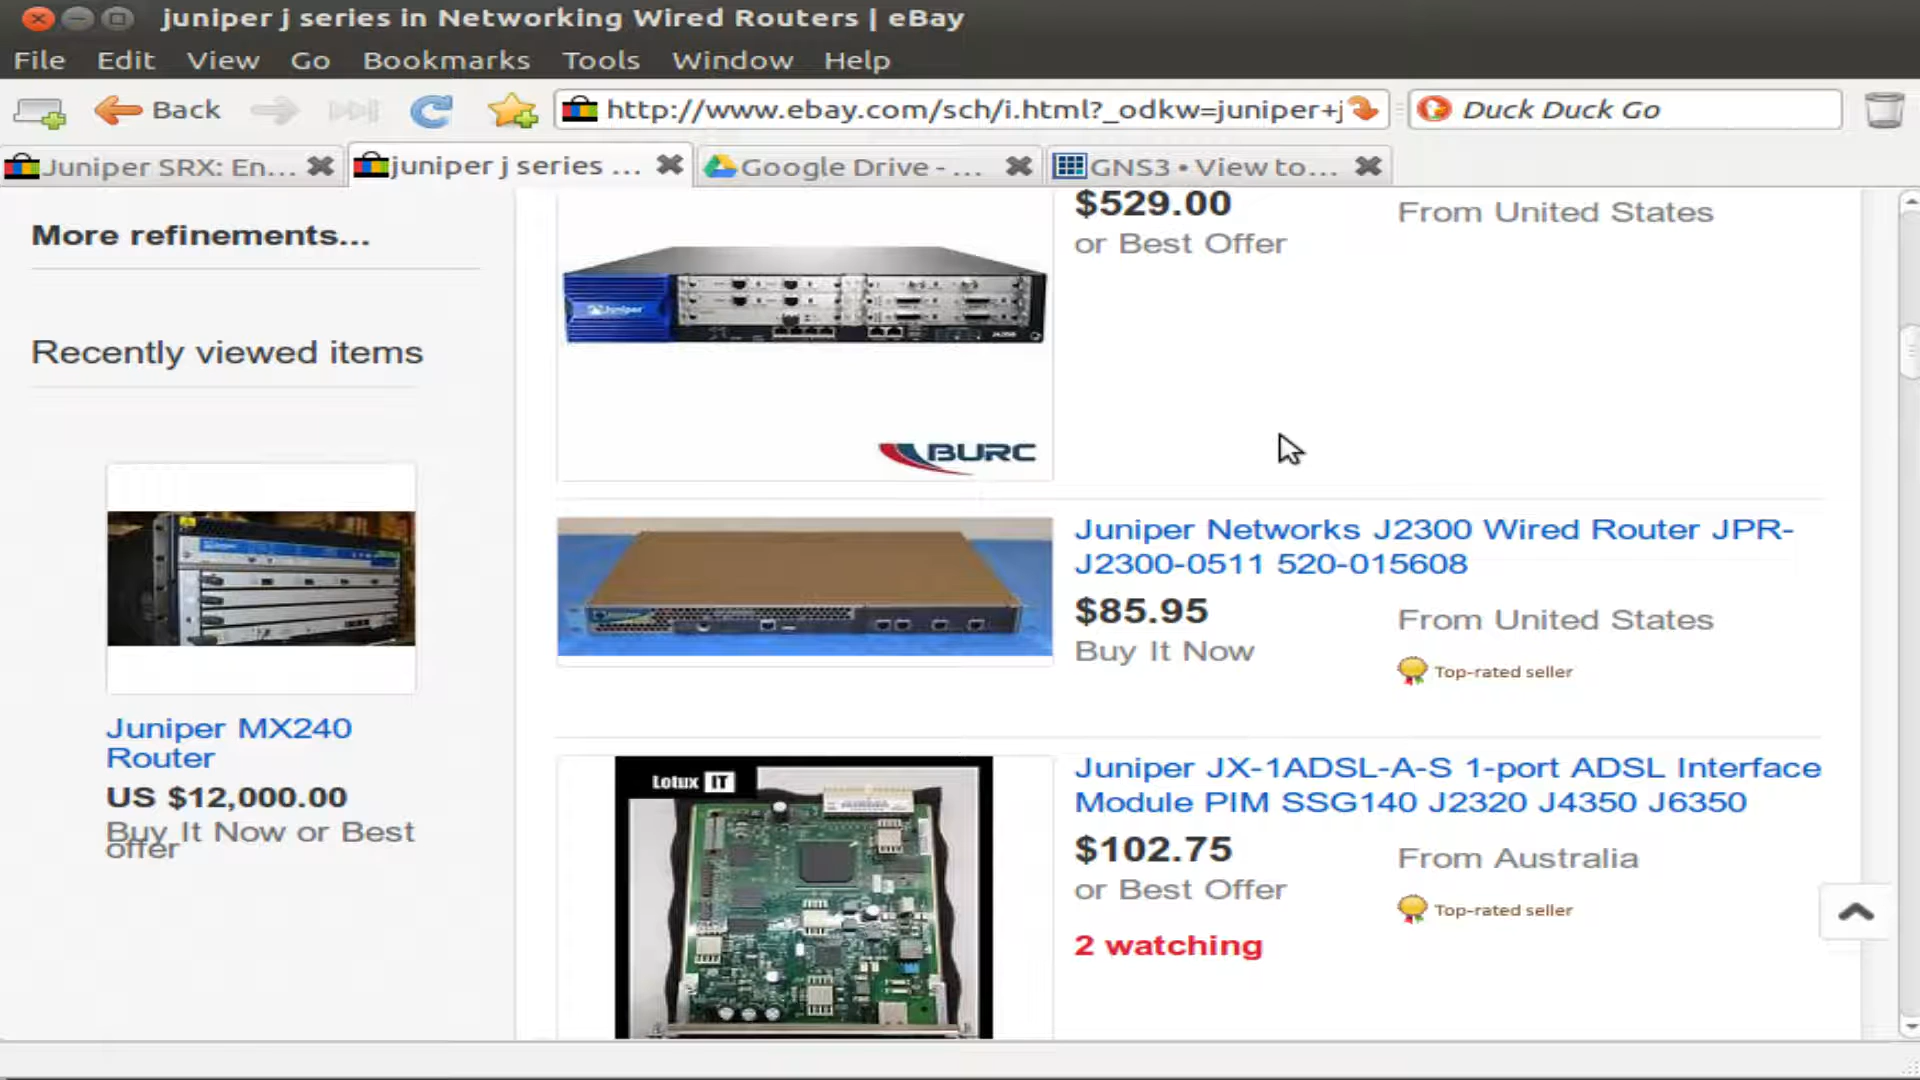 juniper j series in Networking Wired Routers | eBay
File Edit View Go Bookmarks Tools Window Help
Back http://www.ebay.com/sch/i.html?_odkw=juniper+j Duck Duck Go
Juniper SRX: En... juniper j series ... Google Drive - ... GNS3 • View to...
More refinements...
Recently viewed items
Juniper MX240
Router
US $12,000.00
Buy It Now or Best
offer
$529.00
or Best Offer
From United States
Juniper
BURC
Juniper Networks J2300 Wired Router JPR-
J2300-0511 520-015608
$85.95
Buy It Now
From United States
Top-rated seller
Lotux IT
Juniper JX-1ADSL-A-S 1-port ADSL Interface
Module PIM SSG140 J2320 J4350 J6350
$102.75
or Best Offer
From Australia
Top-rated seller
2 watching